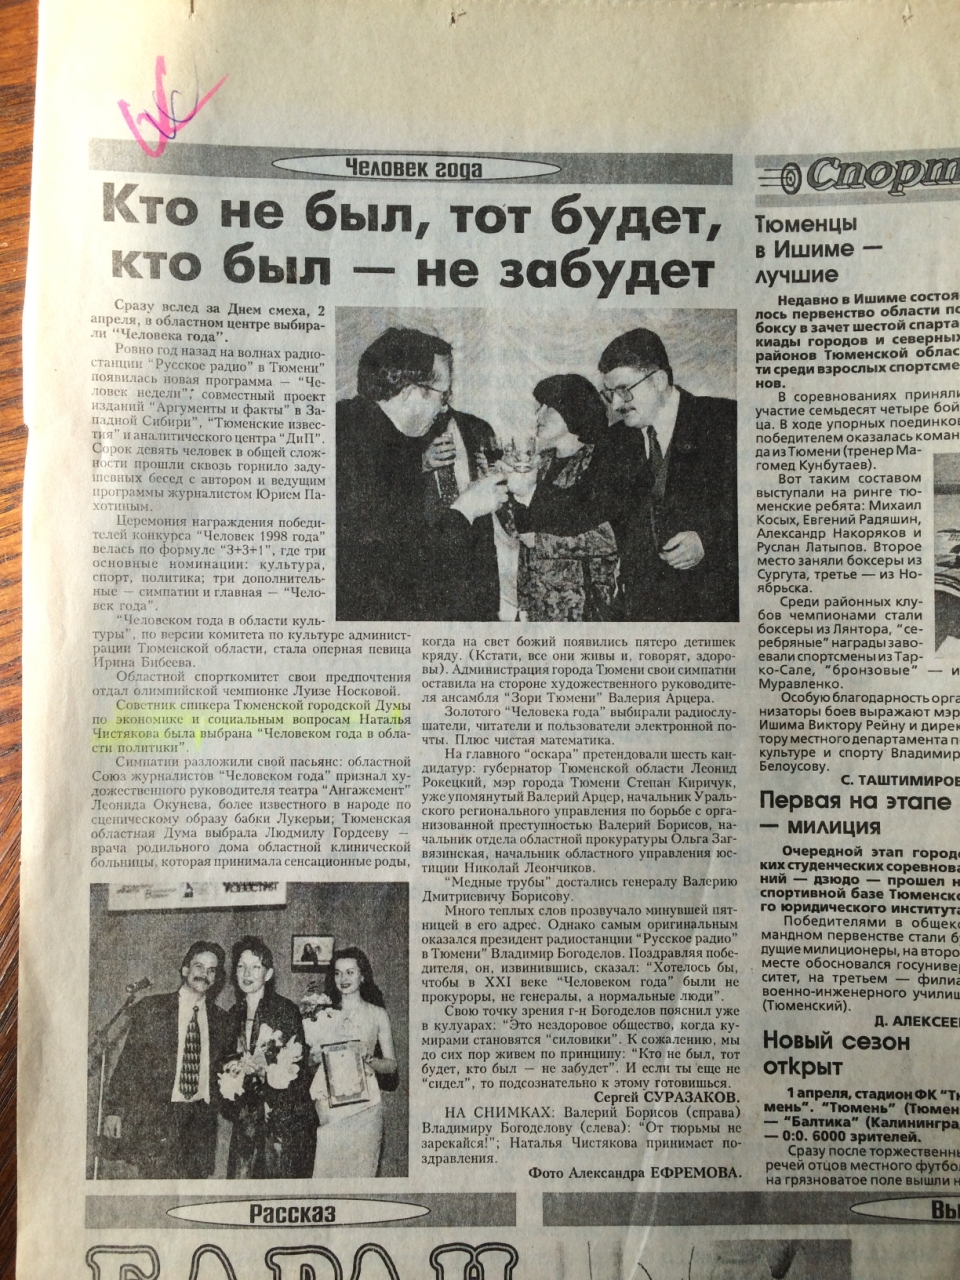 Человек года
Кто не был, тот будет,
кто был — не забудет
Сразу вслед за Днем смеха, 2
апреля, в областном центре выбира-
ли "Человека года".
Ровно год назад на волнах радио-
станции "Русское радио" в Тюмени"
появилась новая программа — "Че-
ловек недели", совместный проект
изданий "Аргументы и факты" в За-
падной Сибири", "Тюменские извес-
тия" и аналитического центра "ДиП".
Сорок девять человек в общей слож-
ности прошли сквозь горнило заду-
шевных бесед с автором и ведущим
программы журналистом Юрием Па-
хотиным.
Церемония награждения победи-
телей конкурса "Человек 1998 года"
велась по формуле "3+3+1", где три
основные номинации: культура,
спорт, политика; три дополнитель-
ные — симпатии и главная — "Чело-
век года".
"Человеком года в области куль-
туры", по версии комитета по культуре админист-
рации Тюменской области, стала оперная певица
Ирина Бибеева.
Областной спорткомитет свои предпочтения
отдал олимпийской чемпионке Луизе Носковой.
Советник спикера Тюменской городской Думы
по экономике и социальным вопросам Наталья
Чистякова была выбрана "Человеком года в обла-
сти политики".
Симпатии разложили свой пасьянс: областной
Союз журналистов "Человеком года" признал ху-
дожественного руководителя театра "Ангажемент"
Леонида Окунева, более известного в народе по
сценическому образу бабки Лукерьи; Тюменская
областная Дума выбрала Людмилу Гордееву —
врача родильного дома областной клинической
больницы, которая принимала сенсационные роды,
когда на свет божий появились пятеро детишек
кряду. (Кстати, все они живы и, говорят, здоро-
вы). Администрация города Тюмени свои симпатии
оставила на стороне художественного руководите-
ля ансамбля "Зори Тюмени" Валерия Арцера.
Золотого "Человека года" выбирали радиослу-
шатели, читатели и пользователи электронной по-
чты. Плюс чистая математика.
На главного "оскара" претендовали шесть кан-
дидатур: губернатор Тюменской области Леонид
Рокецкий, мэр города Тюмени Степан Киричук,
уже упомянутый Валерий Арцер, начальник Ураль-
ского регионального управления по борьбе с орга-
низованной преступностью Валерий Борисов, на-
чальник отдела областной прокуратуры Ольга Заг-
вязинская, начальник областного управления юс-
тиции Николай Леончиков.
"Медные трубы" достались генералу Валерию
Дмитриевичу Борисову.
Много теплых слов прозвучало минувшей пят-
ницей в его адрес. Однако самым оригинальным
оказался президент радиостанции "Русское радио"
в Тюмени" Владимир Богоделов. Поздравляя побе-
дителя, он, извинившись, сказал: "Хотелось бы,
чтобы в XXI веке "Человеком года" были не
прокуроры, не генералы, а нормальные люди".
Свою точку зрения г-н Богоделов пояснил уже
в кулуарах: "Это нездоровое общество, когда ку-
мирами становятся "силовики". К сожалению, мы
до сих пор живем по принципу: "Кто не был, тот
будет, кто был — не забудет". И если ты еще не
"сидел", то подсознательно к этому готовишься.
Сергей СУРАЗАКОВ.
НА СНИМКАХ: Валерий Борисов (справа)
Владимиру Богоделову (слева): "От тюрьмы не
зарекайся!"; Наталья Чистякова принимает по-
здравления.
Фото Александра ЕФРЕМОВА.
Спорт
Тюменцы
в Ишиме —
лучшие
Недавно в Ишиме состоя-
лось первенство области по
боксу в зачет шестой спарта-
киады городов и северных
районов Тюменской облас-
ти среди взрослых спортсме-
нов.
В соревнованиях приняли
участие семьдесят четыре бой-
ца. В ходе упорных поединков
победителем оказалась коман-
да из Тюмени (тренер Ма-
гомед Кунбутаев).
Вот таким составом
выступали на ринге тю-
менские ребята: Михаил
Косых, Евгений Радяшин,
Александр Накоряков и
Руслан Латыпов. Второе
место заняли боксеры из
Сургута, третье — из Но-
ябрьска.
Среди районных клу-
бов чемпионами стали
боксеры из Лянтора, "се-
ребряные" награды заво-
евали спортсмены из Тар-
ко-Сале, "бронзовые" — и
Муравленко.
Особую благодарность орга-
низаторы боев выражают мэр
Ишима Виктору Рейну и дирек
тору местного департамента п
культуре и спорту Владимир
Белоусову.
С. ТАШТИМИРОВ
Первая на этапе
— милиция
Очередной этап городс
ких студенческих соревнова
ний — дзюдо — прошел н
спортивной базе Тюменско
го юридического института
Победителями в общеко
мандном первенстве стали бу
дущие милиционеры, на второ
месте обосновался госунивер
ситет, на третьем — филиа
военно-инженерного училищ
(Тюменский).
Д. АЛЕКСЕЕ
Новый сезон
открыт
1 апреля, стадион ФК "Тю
мень". "Тюмень" (Тюмен
— "Балтика" (Калининград
— 0:0. 6000 зрителей.
Сразу после торжественн
речей отцов местного футбо
на грязноватое поле вышли н
Рассказ
Вы